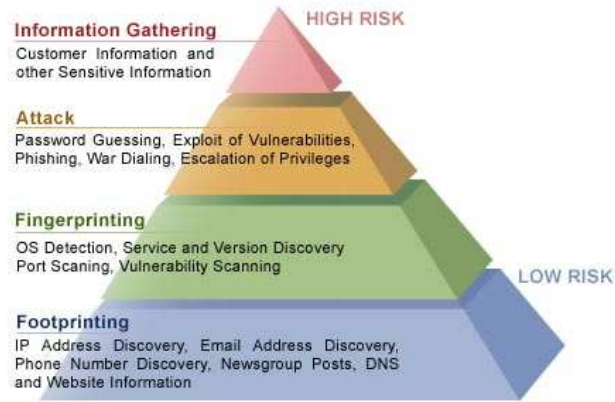 HIGH RISK
Information Gathering
Customer Information and
other Sensitive Information
Attack
Password Guessing, Exploit of Vulnerabilities,
Phishing, War Dialing, Escalation of Privileges
Fingerprinting
OS Detection, Service and Version Discovery
Port Scaning, Vulnerability Scanning
LOW RISK
Footprinting
IP Address Discovery, Email Address Discovery,
Phone Number Discovery, Newsgroup Posts, DNS
and Website Information